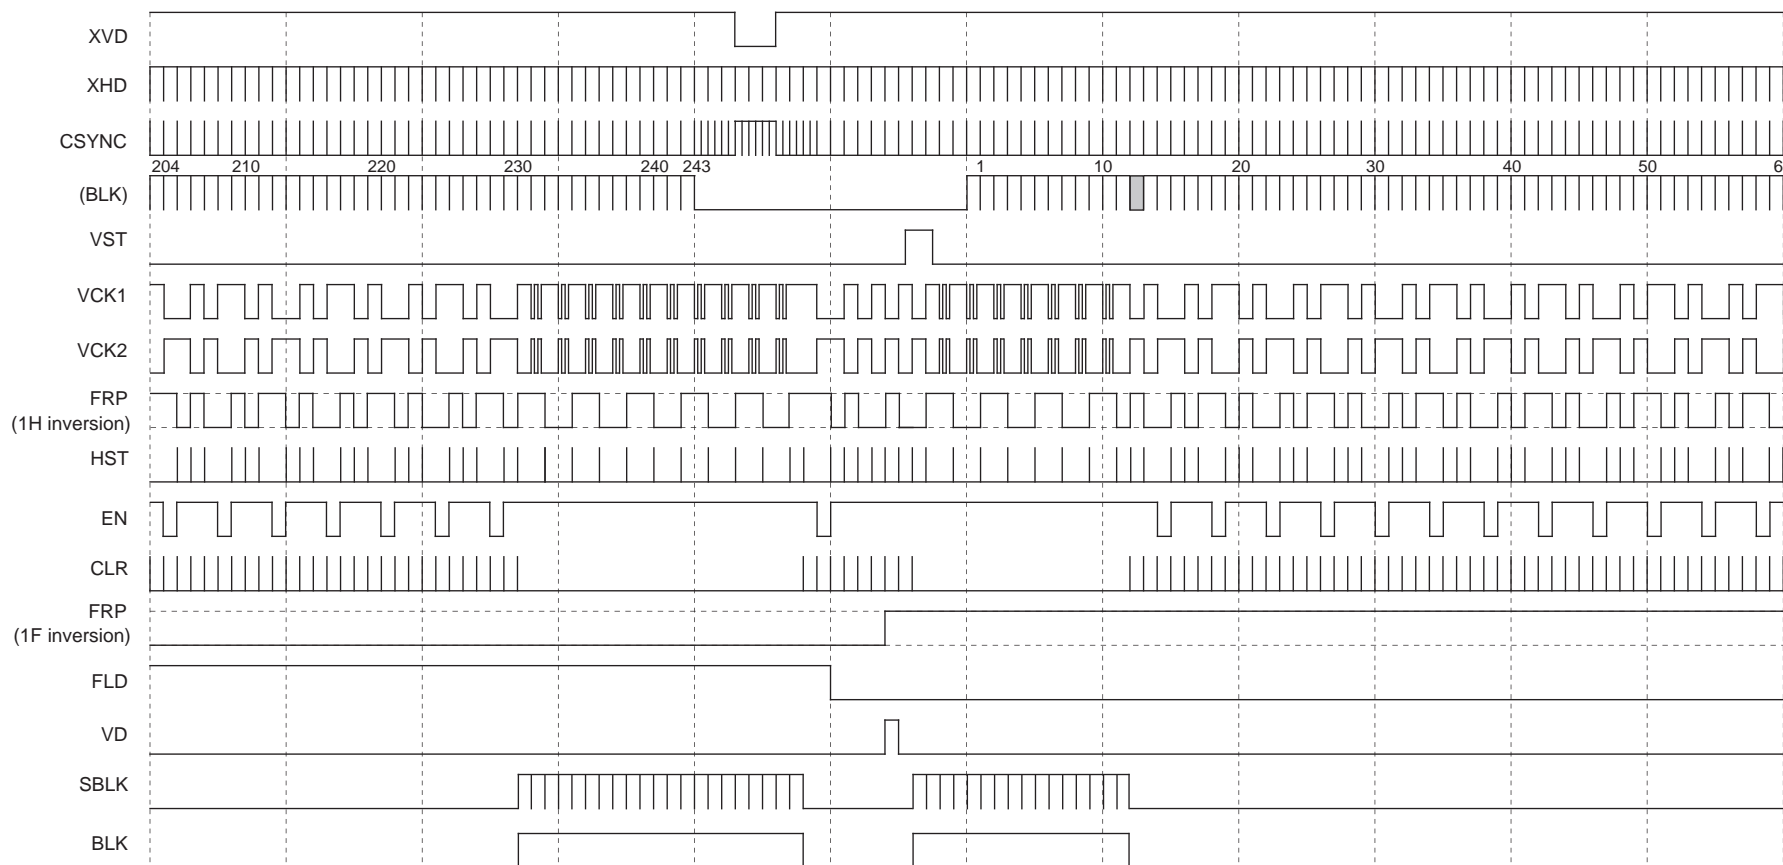 XVD
XHD
CSYNC
204 210 220 230 240 243 1 10 20 30 40 50 6
(BLK)
VST
VCK1
VCK2
FRP
(1H inversion)
HST
EN
CLR
FRP
(1F inversion)
FLD
VD
SBLK
BLK